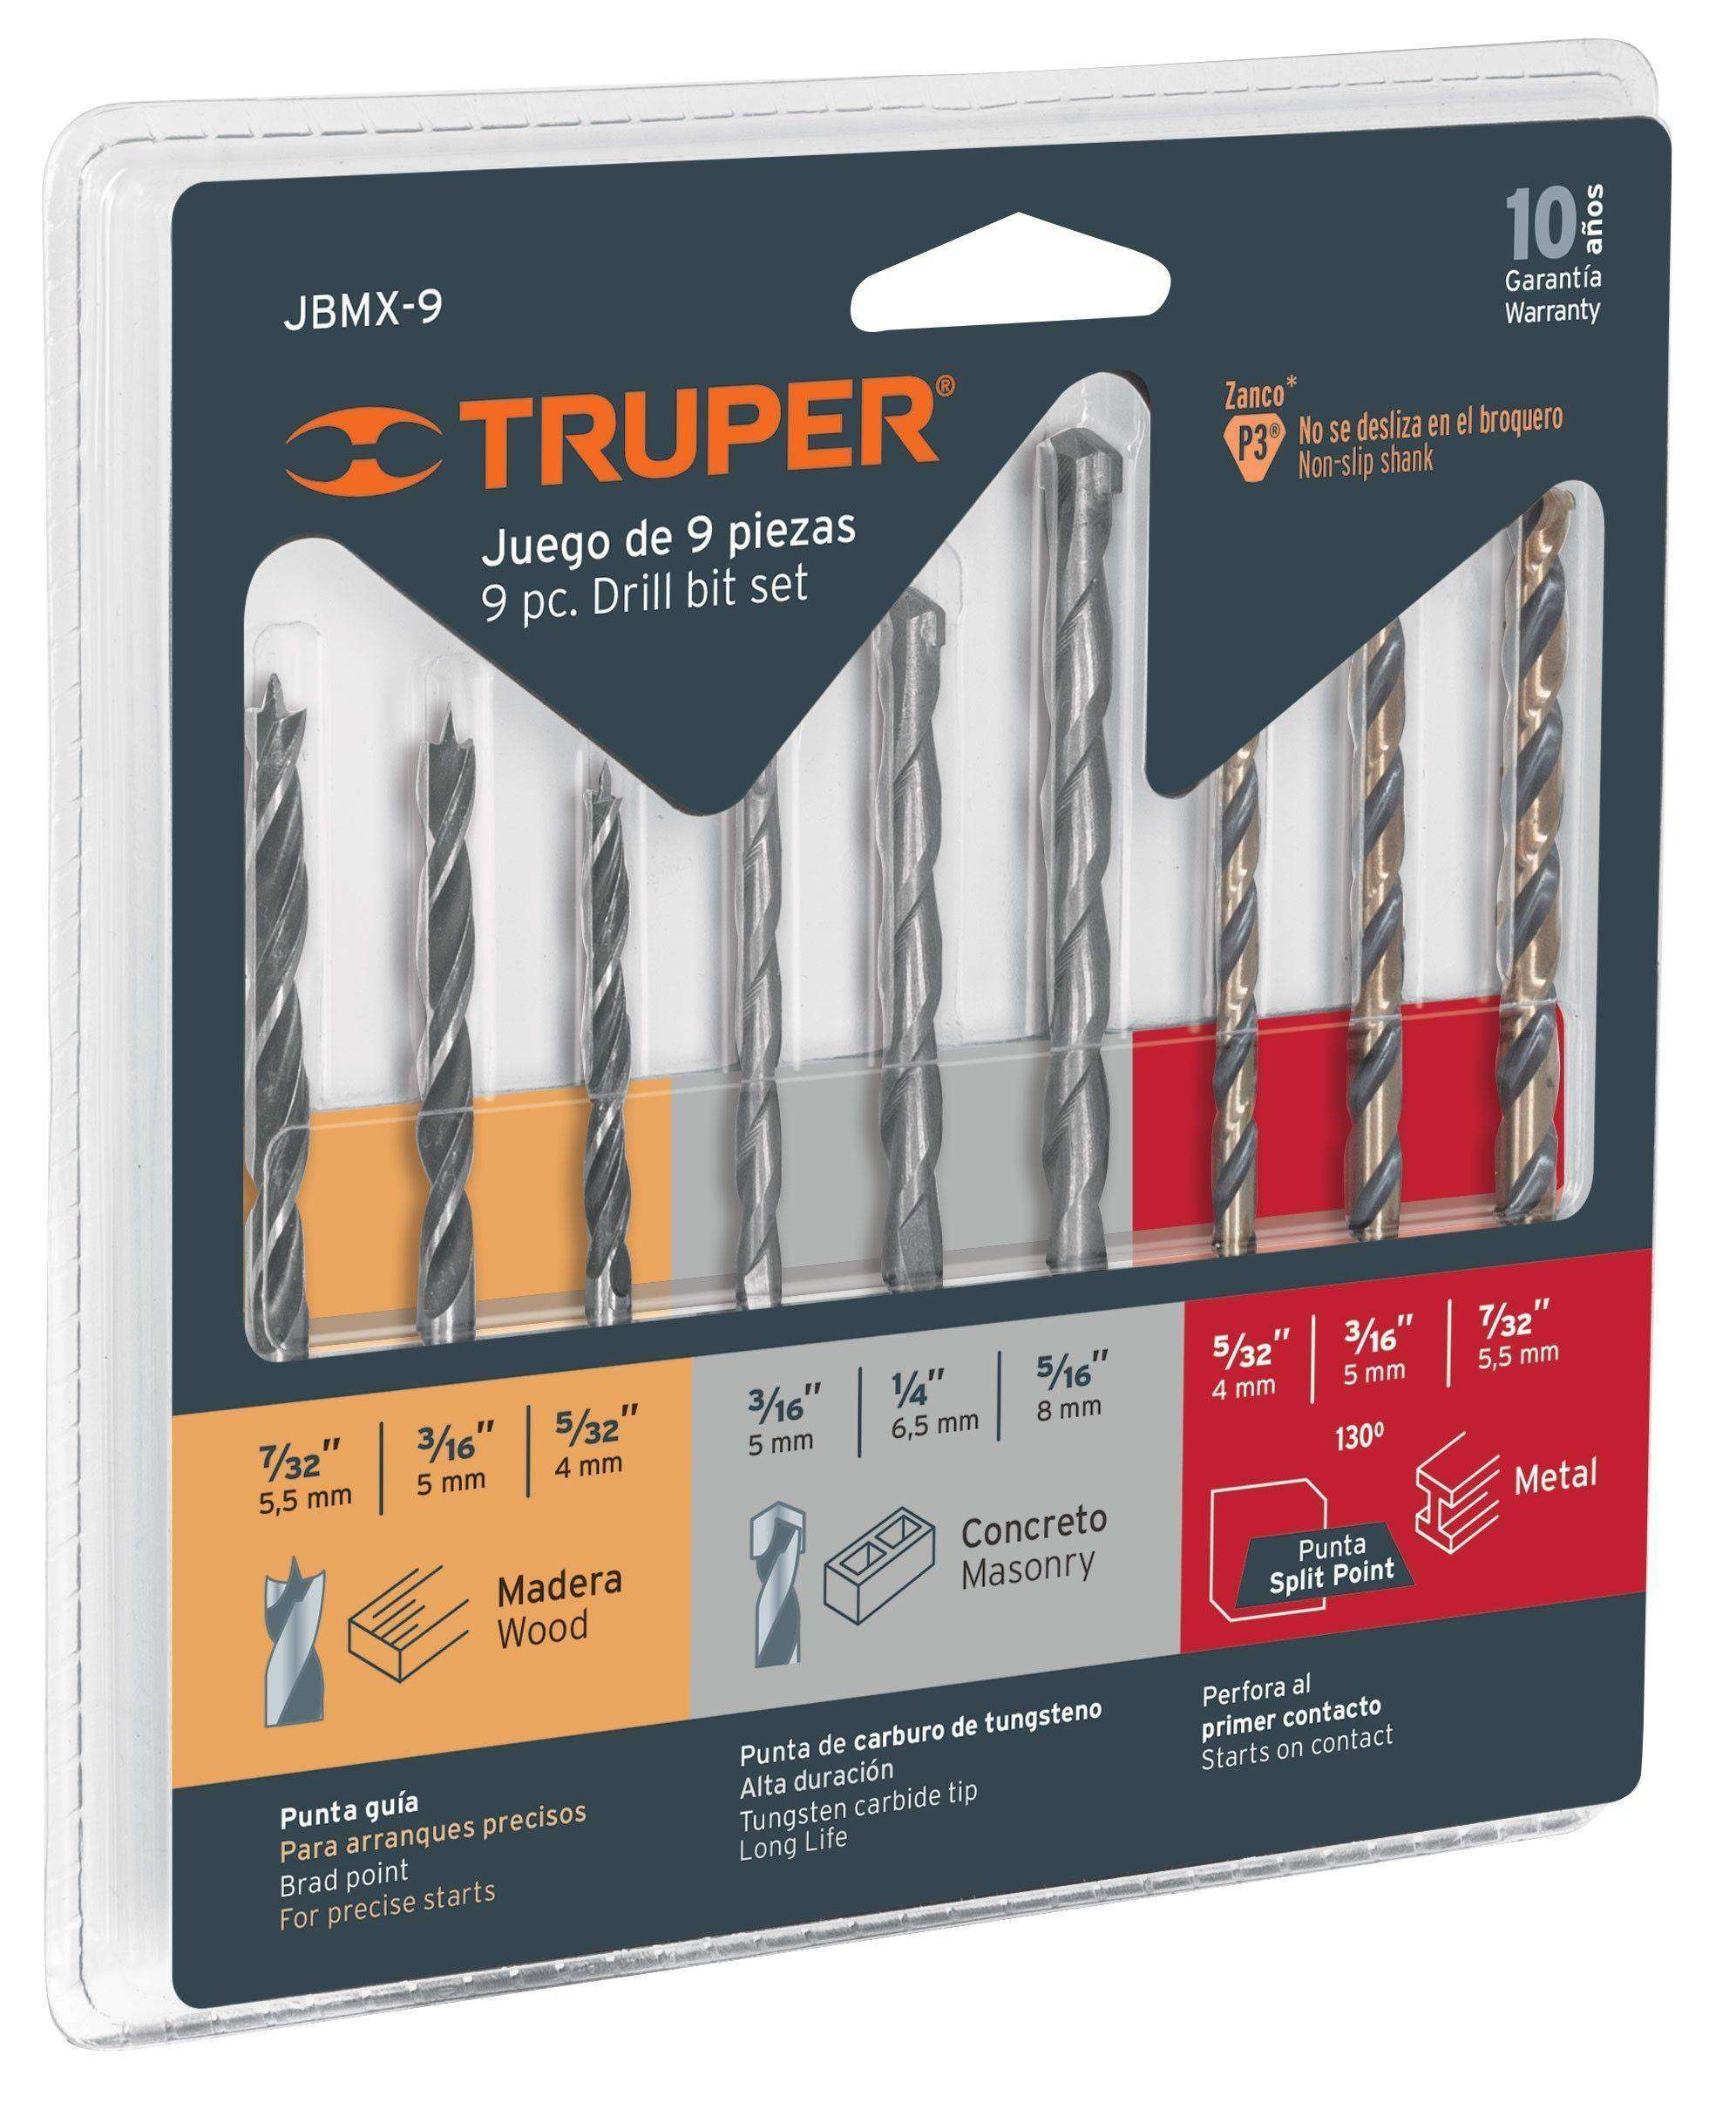 10 años
Garantía
Warranty
JBMX-9
TRUPER®
Juego de 9 piezas
9 pc. Drill bit set
Zanco*
P3®
No se desliza en el broquero
Non-slip shank
7/32" 3/16" 5/32"
5,5 mm 5 mm 4 mm
Madera
Wood
Punta guía
Para arranques precisos
Brad point
For precise starts
3/16" 1/4" 5/16"
5 mm 6,5 mm 8 mm
Concreto
Masonry
Punta de carburo de tungsteno
Alta duración
Tungsten carbide tip
Long Life
5/32" 3/16" 7/32"
4 mm 5 mm 5,5 mm
130º
Metal
Punta
Split Point
Perfora al
primer contacto
Starts on contact